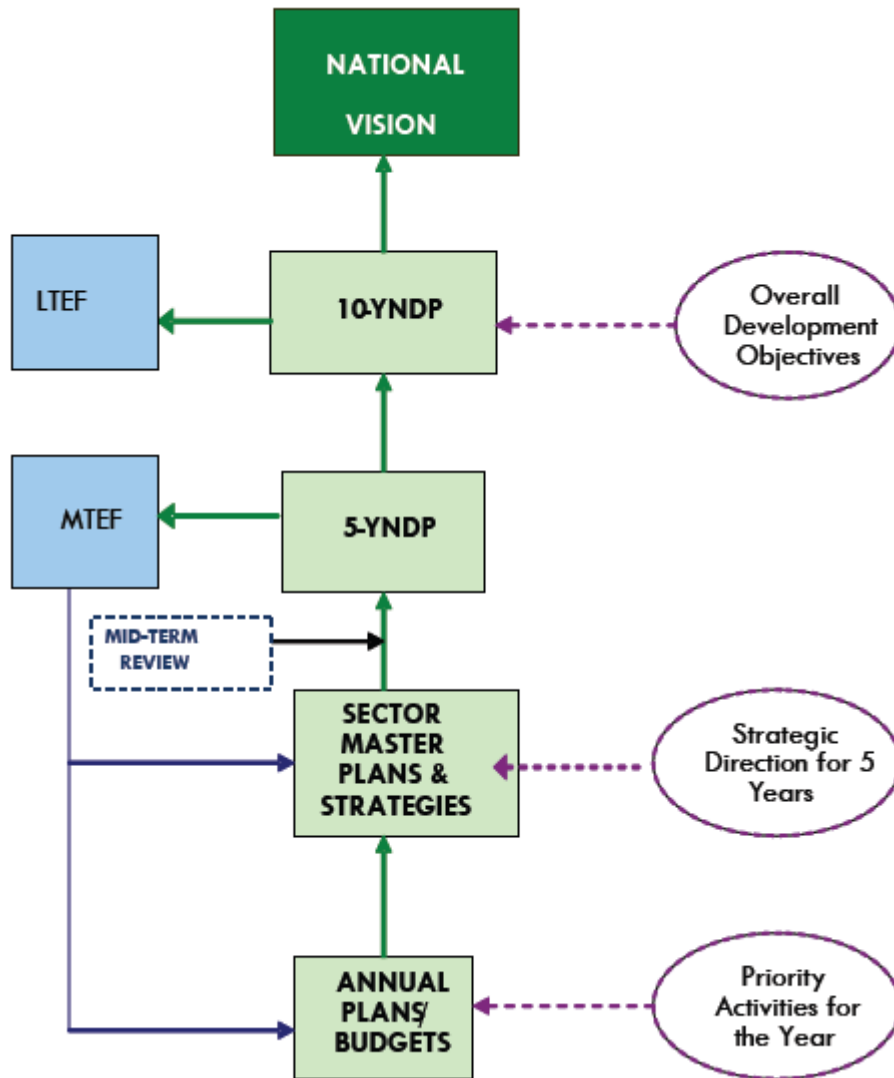 NATIONAL
VISION
LTEF
10-YNDP
Overall
Development
Objectives
MTEF
5-YNDP
MID-TERM
REVIEW
SECTOR
MASTER
PLANS &
STRATEGIES
Strategic
Direction for 5
Years
ANNUAL
PLANS/
BUDGETS
Priority
Activities for
the Year